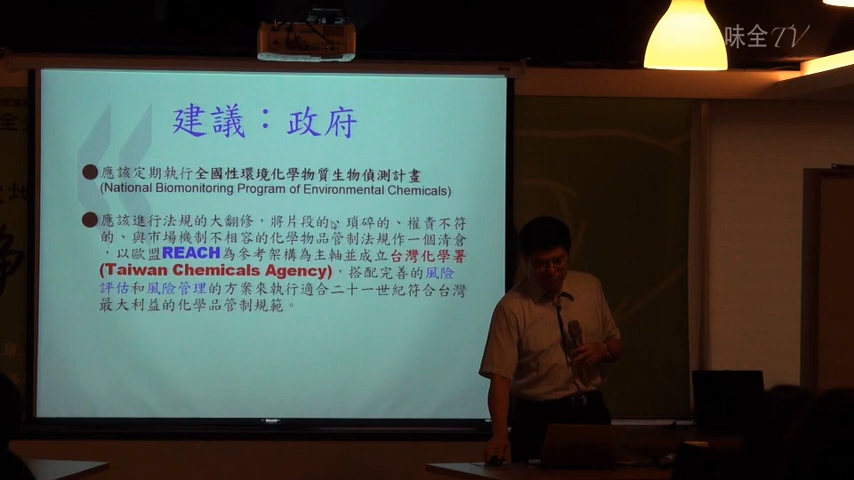 味全TV
建議：政府
●應該定期執行全國性環境化學物質生物偵測計畫
(National Biomonitoring Program of Environmental Chemicals)
●應該進行法規的大翻修，將片段的、瑣碎的、權責不符
的、與市場機制不相容的化學物品管制法規作一個清倉
，以歐盟REACH為參考架構為主軸並成立台灣化學署
(Taiwan Chemicals Agency)，搭配完善的風險
評估和風險管理的方案來執行適合二十一世紀符合台灣
最大利益的化學品管制規範。